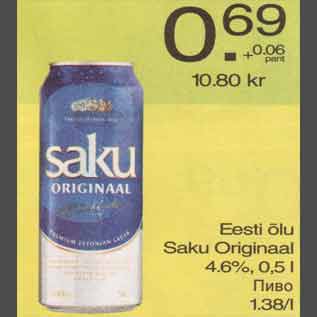 0.69
+0.06
pant
10.80 kr
saku
ORIGINAAL
PREMIUM ESTONIAN LAGER
Eesti õlu
Saku Originaal
4.6%, 0,5 l
Пиво
1.38/l